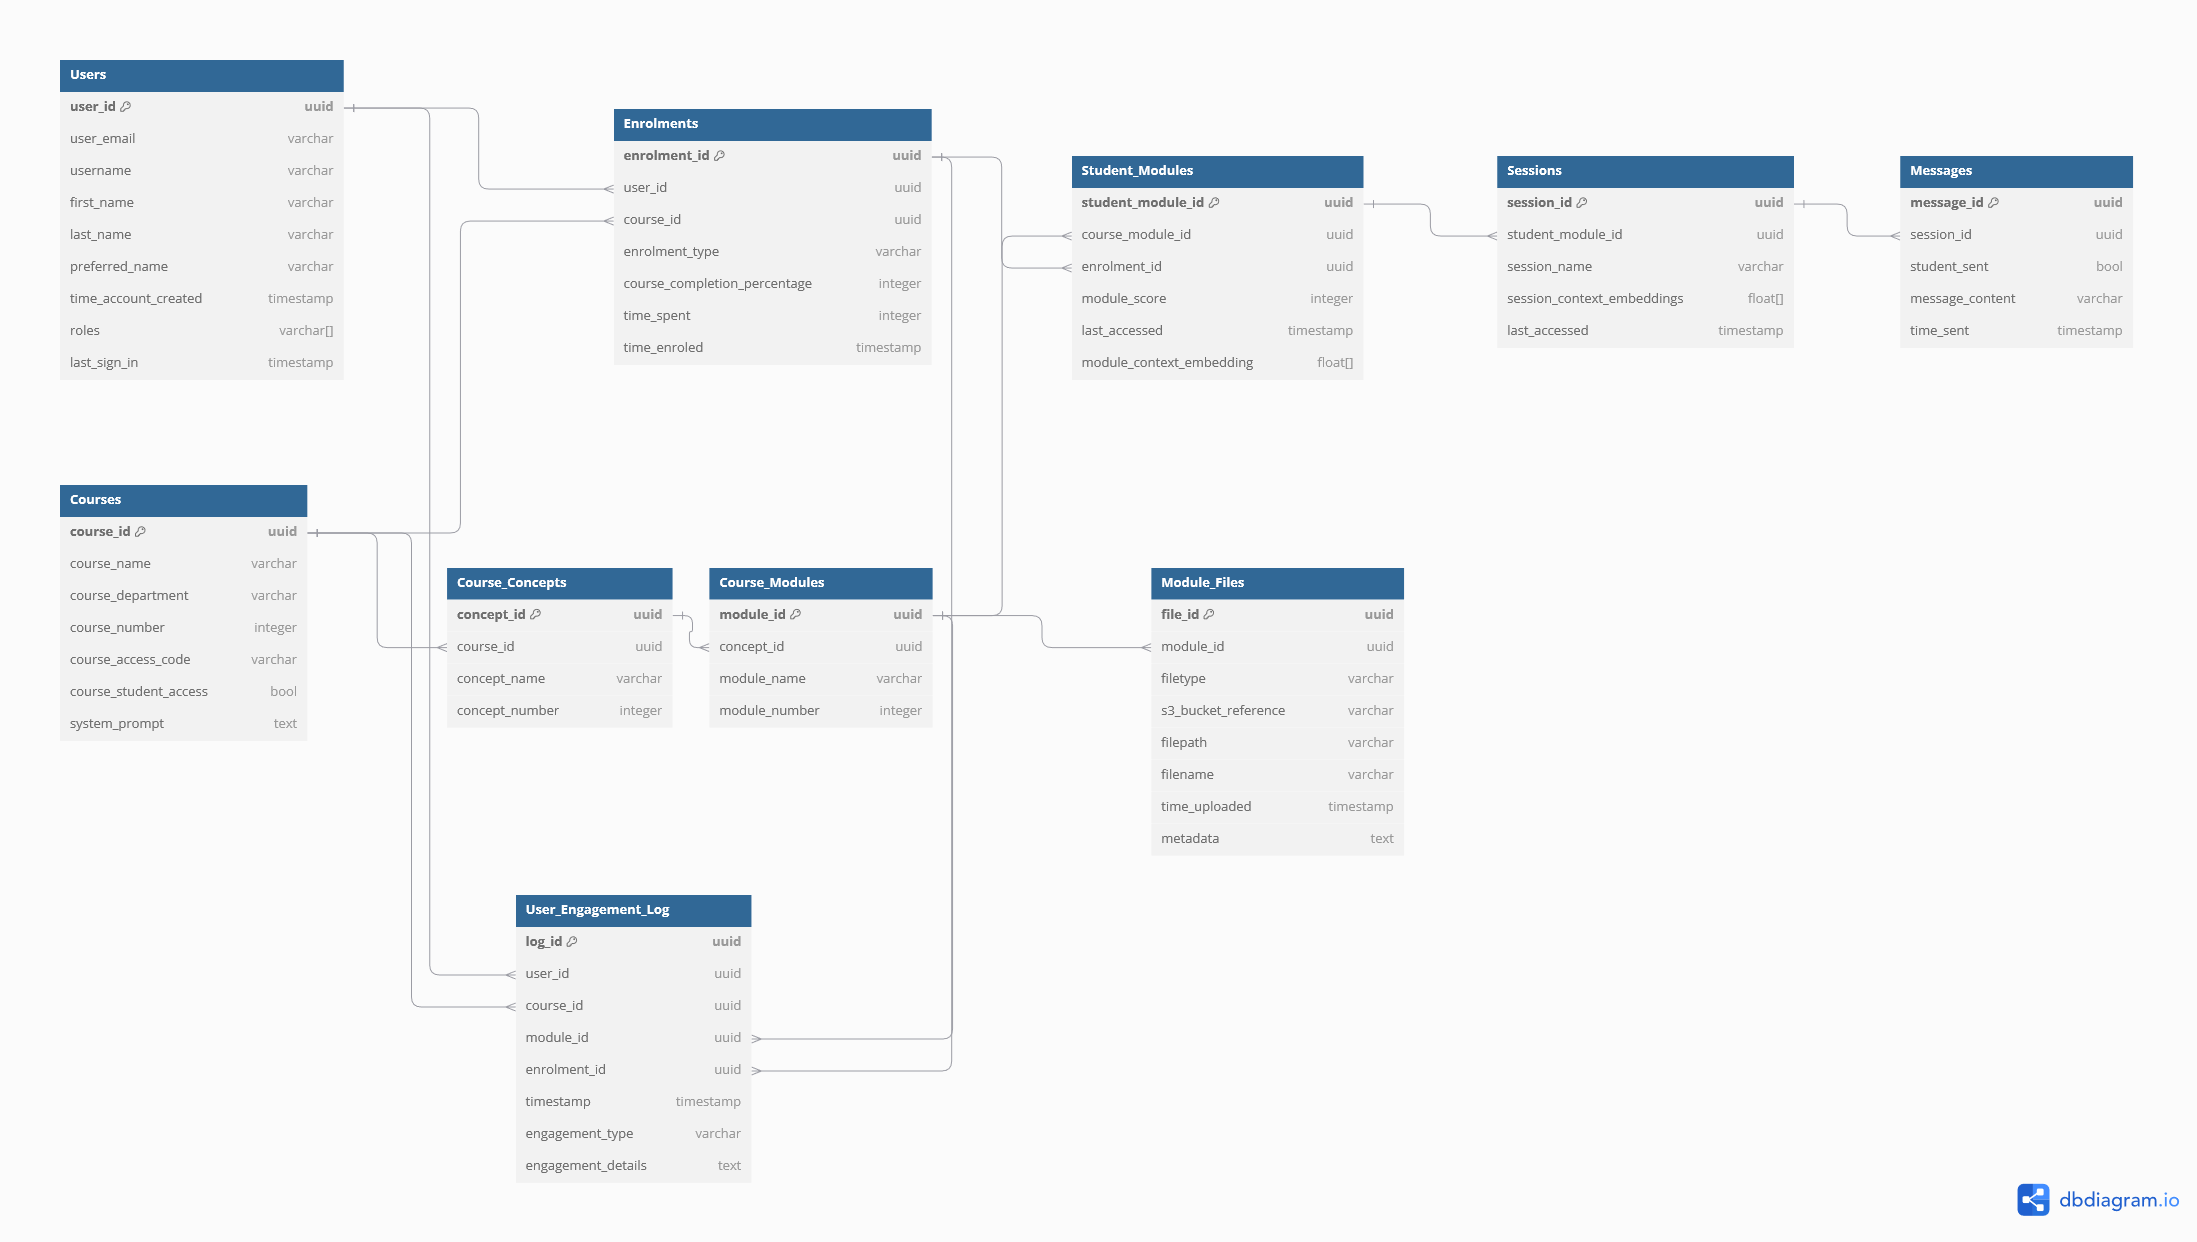 Users
user_id uuid
user_email varchar
username varchar
first_name varchar
last_name varchar
preferred_name varchar
time_account_created timestamp
roles varchar[]
last_sign_in timestamp
Enrolments
enrolment_id uuid
user_id uuid
course_id uuid
enrolment_type varchar
course_completion_percentage integer
time_spent integer
time_enroled timestamp
Student_Modules
student_module_id uuid
course_module_id uuid
enrolment_id uuid
module_score integer
last_accessed timestamp
module_context_embedding float[]
Sessions
session_id uuid
student_module_id uuid
session_name varchar
session_context_embeddings float[]
last_accessed timestamp
Messages
message_id uuid
session_id uuid
student_sent bool
message_content varchar
time_sent timestamp
Courses
course_id uuid
course_name varchar
course_department varchar
course_number integer
course_access_code varchar
course_student_access bool
system_prompt text
Course_Concepts
concept_id uuid
course_id uuid
concept_name varchar
concept_number integer
Course_Modules
module_id uuid
concept_id uuid
module_name varchar
module_number integer
Module_Files
file_id uuid
module_id uuid
filetype varchar
s3_bucket_reference varchar
filepath varchar
filename varchar
time_uploaded timestamp
metadata text
User_Engagement_Log
log_id uuid
user_id uuid
course_id uuid
module_id uuid
enrolment_id uuid
timestamp timestamp
engagement_type varchar
engagement_details text
dbdiagram.io